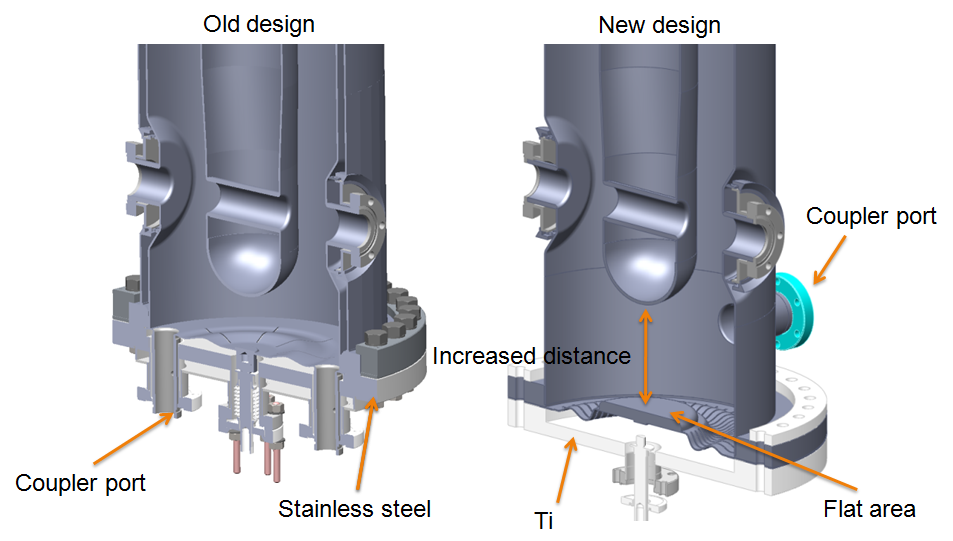 Old design
New design
Coupler port
Increased distance
Coupler port
Stainless steel
Ti
Flat area